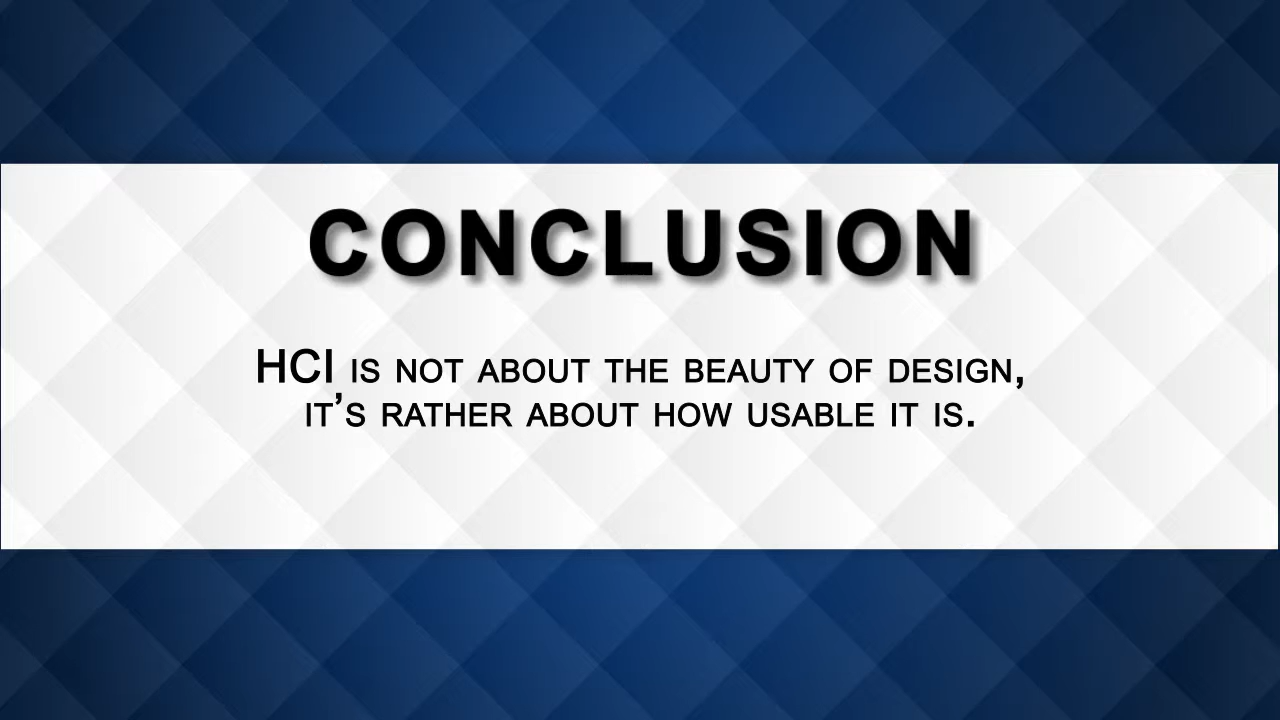 CONCLUSION
HCI IS NOT ABOUT THE BEAUTY OF DESIGN,
IT'S RATHER ABOUT HOW USABLE IT IS.